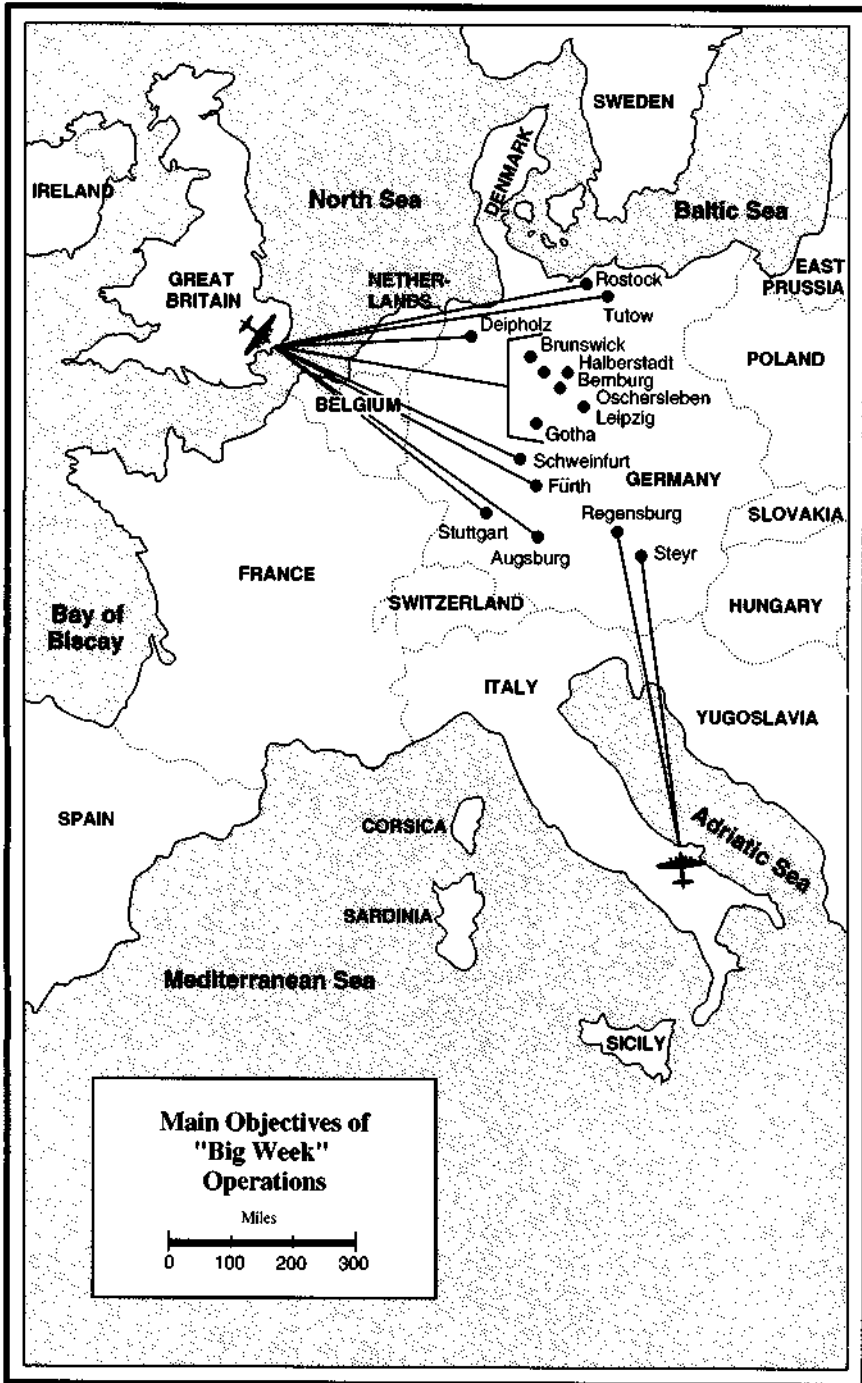 SWEDEN
DENMARK
IRELAND
North Sea
Baltic Sea
GREAT
BRITAIN
NETHER-
LANDS
EAST
PRUSSIA
Rostock
Tutow
Deipholz
Brunswick
Halberstadt
Bernburg
Oschersleben
Leipzig
Gotha
POLAND
BELGIUM
Schweinfurt
Fürth
GERMANY
Stuttgart
Augsburg
Regensburg
Steyr
SLOVAKIA
FRANCE
SWITZERLAND
HUNGARY
Bay of
Biscay
ITALY
YUGOSLAVIA
SPAIN
CORSICA
Adriatic Sea
SARDINIA
Mediterranean Sea
SICILY
Main Objectives of
"Big Week"
Operations
Miles
0 100 200 300